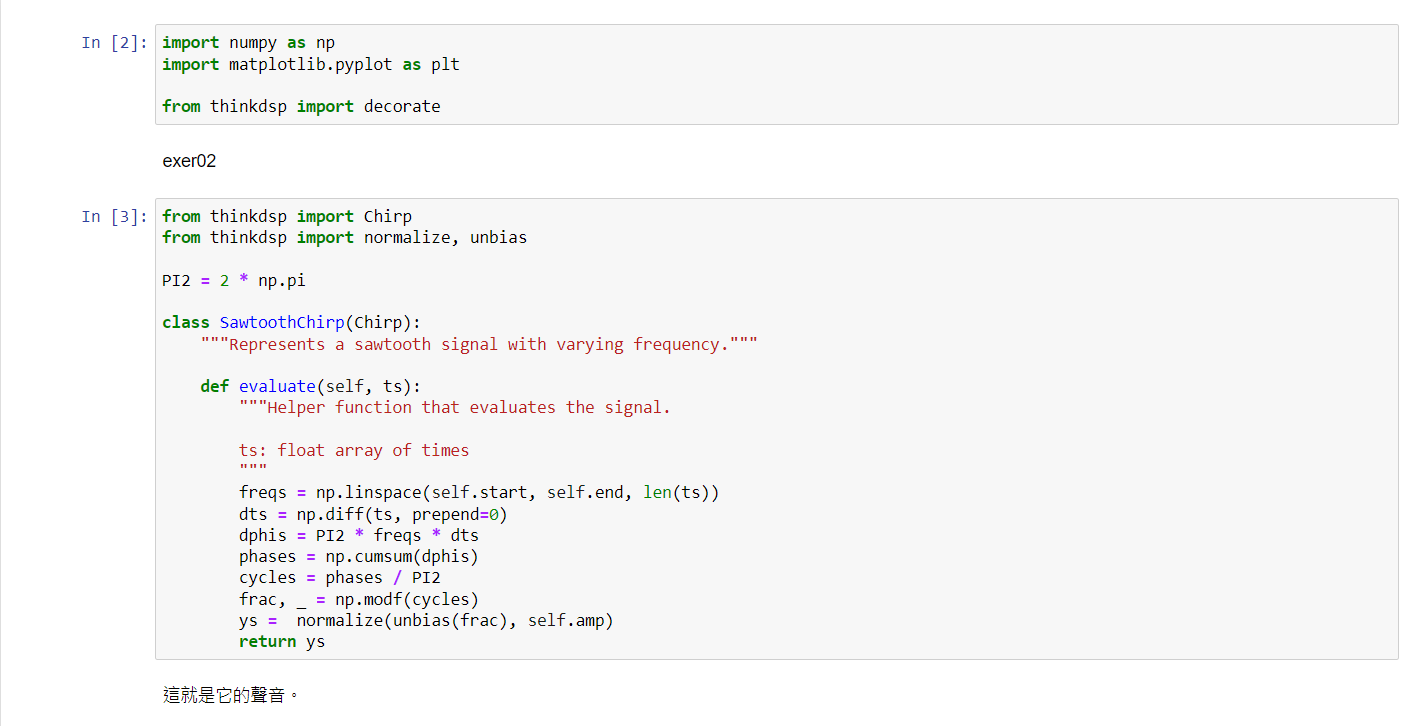 In [2]: import numpy as np
import matplotlib.pyplot as plt
from thinkdsp import decorate
exer02
In [3]: from thinkdsp import Chirp
from thinkdsp import normalize, unbias
PI2 = 2 * np.pi
class SawtoothChirp(Chirp):
    """Represents a sawtooth signal with varying frequency."""
    def evaluate(self, ts):
        """Helper function that evaluates the signal.
        ts: float array of times
        """
        freqs = np.linspace(self.start, self.end, len(ts))
        dts = np.diff(ts, prepend=0)
        dphis = PI2 * freqs * dts
        phases = np.cumsum(dphis)
        cycles = phases / PI2
        frac, _ = np.modf(cycles)
        ys =  normalize(unbias(frac), self.amp)
        return ys
這就是它的聲音。